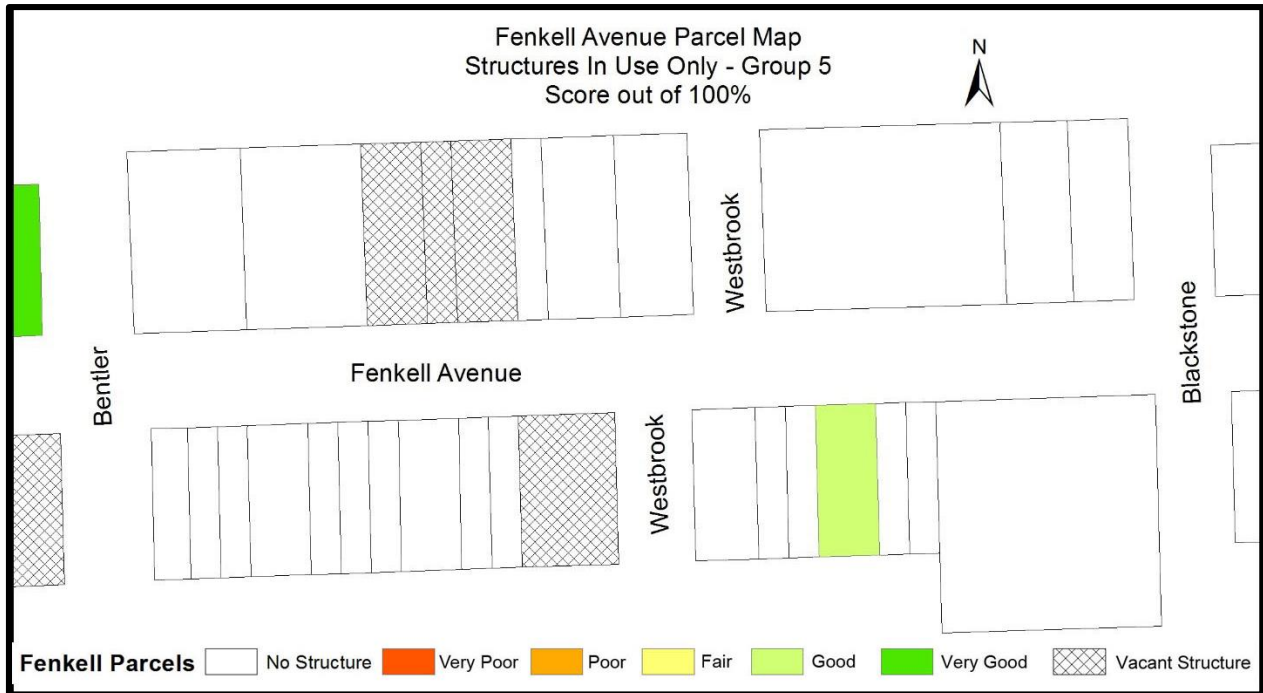 Fenkell Avenue Parcel Map
Structures In Use Only - Group 5
Score out of 100%
N
Westbrook
Blackstone
Bentler
Fenkell Avenue
Westbrook
Fenkell Parcels No Structure Very Poor Poor Fair Good Very Good Vacant Structure